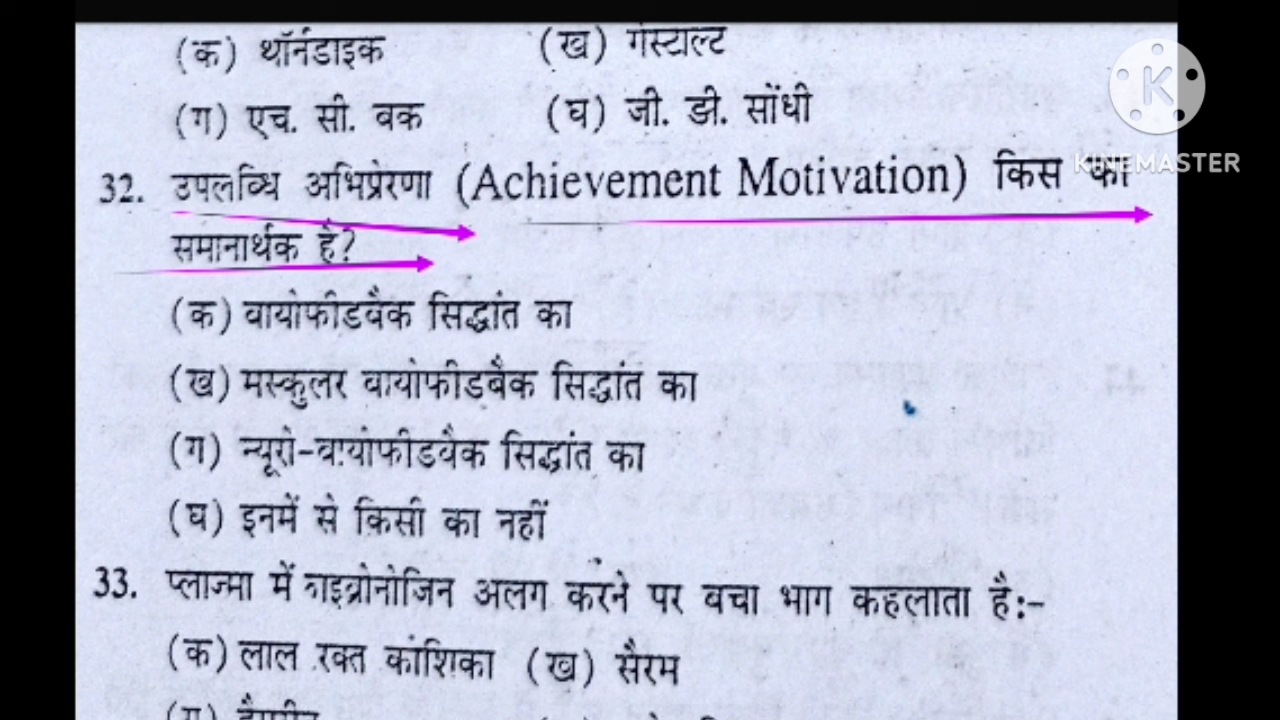 (क) थॉर्नडाइक (ख) गेस्टाल्ट
(ग) एच. सी. बक (घ) जी. डी. सोंधी
KINEMASTER
32. उपलब्धि अभिप्रेरणा (Achievement Motivation) किस का
समानार्थक है?
(क) बायोफीडबैक सिद्धांत का
(ख) मस्कुलर बायोफीडबैक सिद्धांत का
(ग) न्यूरो-बायोफीडबैक सिद्धांत का
(घ) इनमें से किसी का नहीं
33. प्लाज्मा में फाइब्रोनोजिन अलग करने पर बचा भाग कहलाता है:-
(क) लाल रक्त कोशिका (ख) सैरम